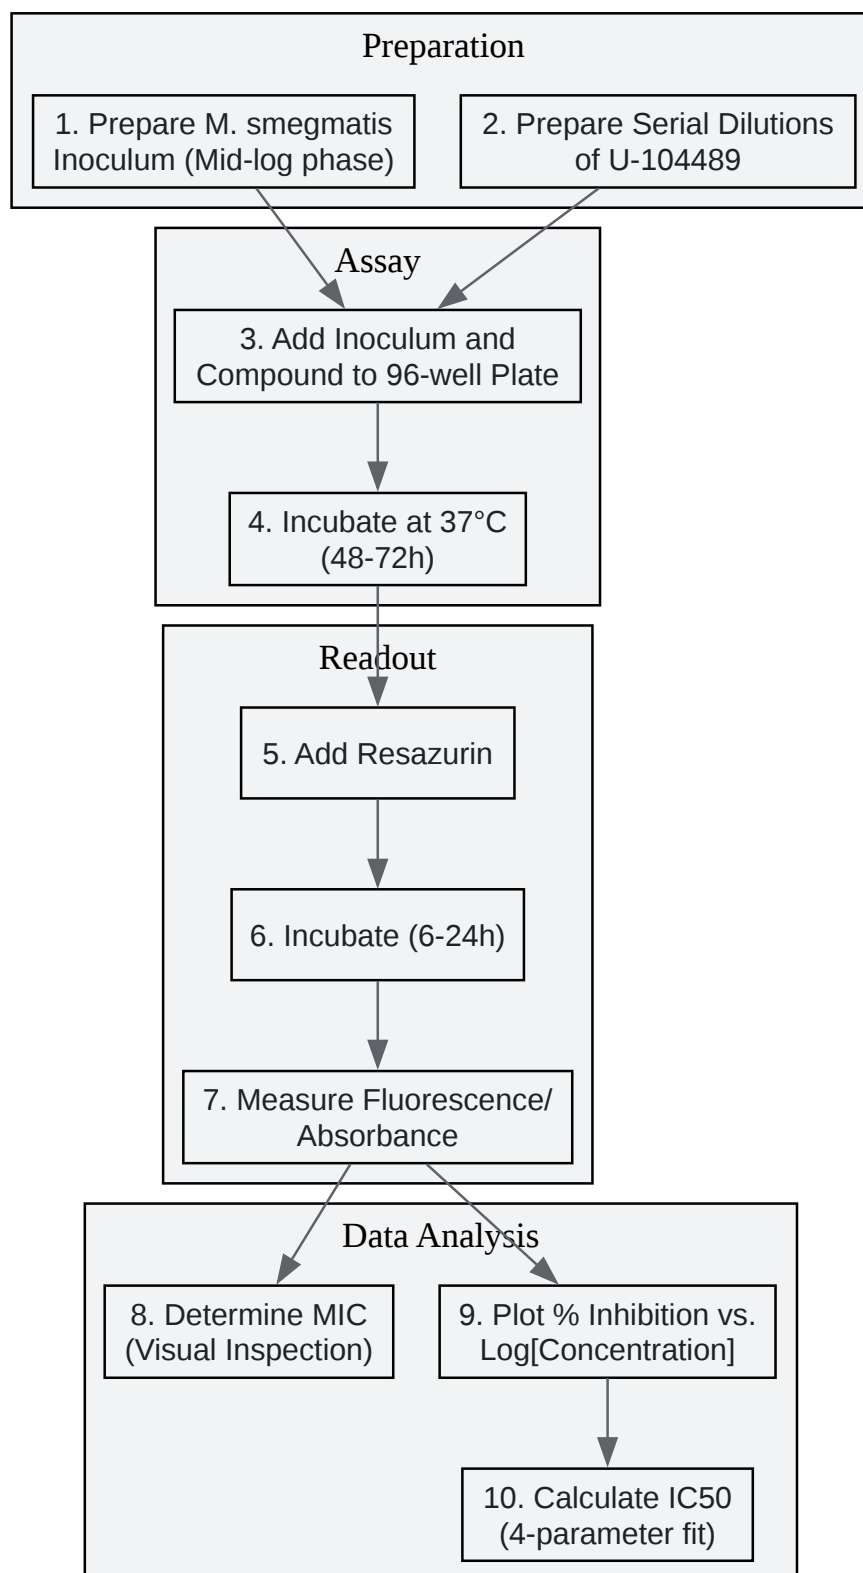 Preparation
1. Prepare M. smegmatis
Inoculum (Mid-log phase)
2. Prepare Serial Dilutions
of U-104489
Assay
3. Add Inoculum and
Compound to 96-well Plate
4. Incubate at 37°C
(48-72h)
Readout
5. Add Resazurin
6. Incubate (6-24h)
7. Measure Fluorescence/
Absorbance
Data Analysis
8. Determine MIC
(Visual Inspection)
9. Plot % Inhibition vs.
Log[Concentration]
10. Calculate IC50
(4-parameter fit)